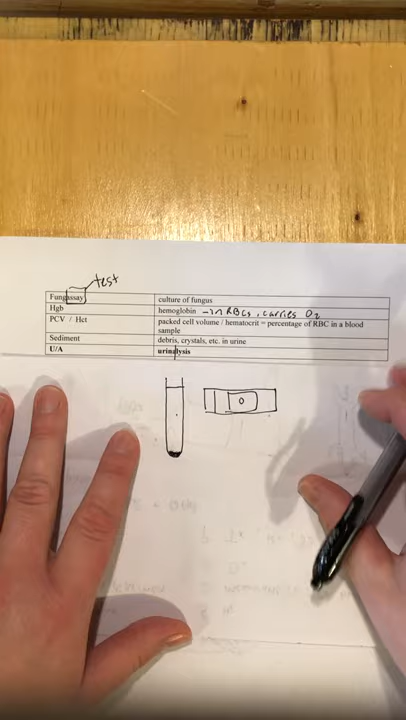 test
Fungassay culture of fungus
Hgb hemoglobin - in RBCs, carries O2
PCV / Hct packed cell volume / hematocrit = percentage of RBC in a blood
sample
Sediment debris, crystals, etc. in urine
U/A urinalysis